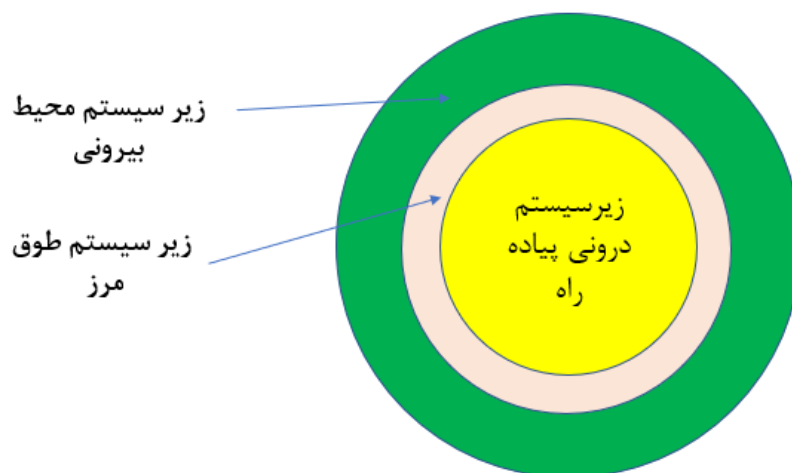 زیر سیستم محیط
بیرونی
زیر سیستم طوق
مرز
زیرسیستم
درونی پیاده
راه